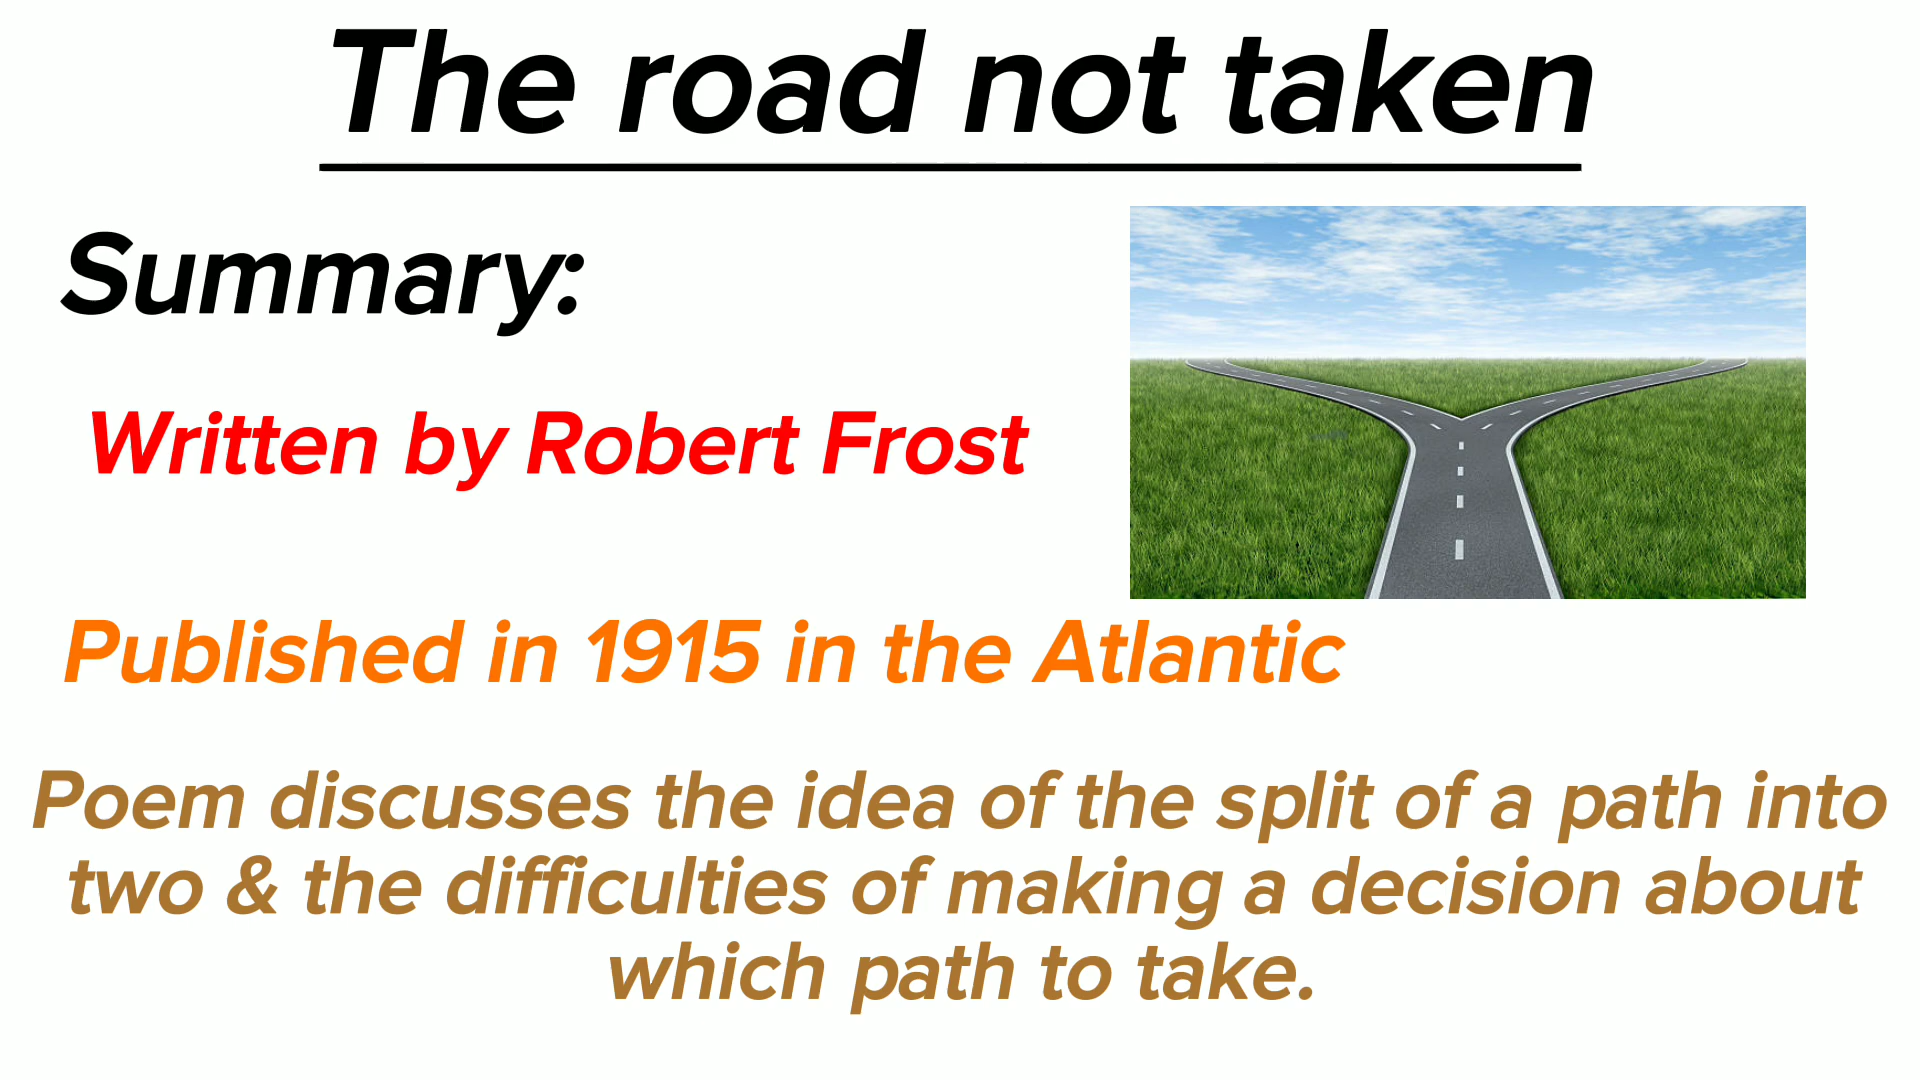 The road not taken
Summary:
Written by Robert Frost
Published in 1915 in the Atlantic
Poem discusses the idea of the split of a path into
two & the difficulties of making a decision about
which path to take.